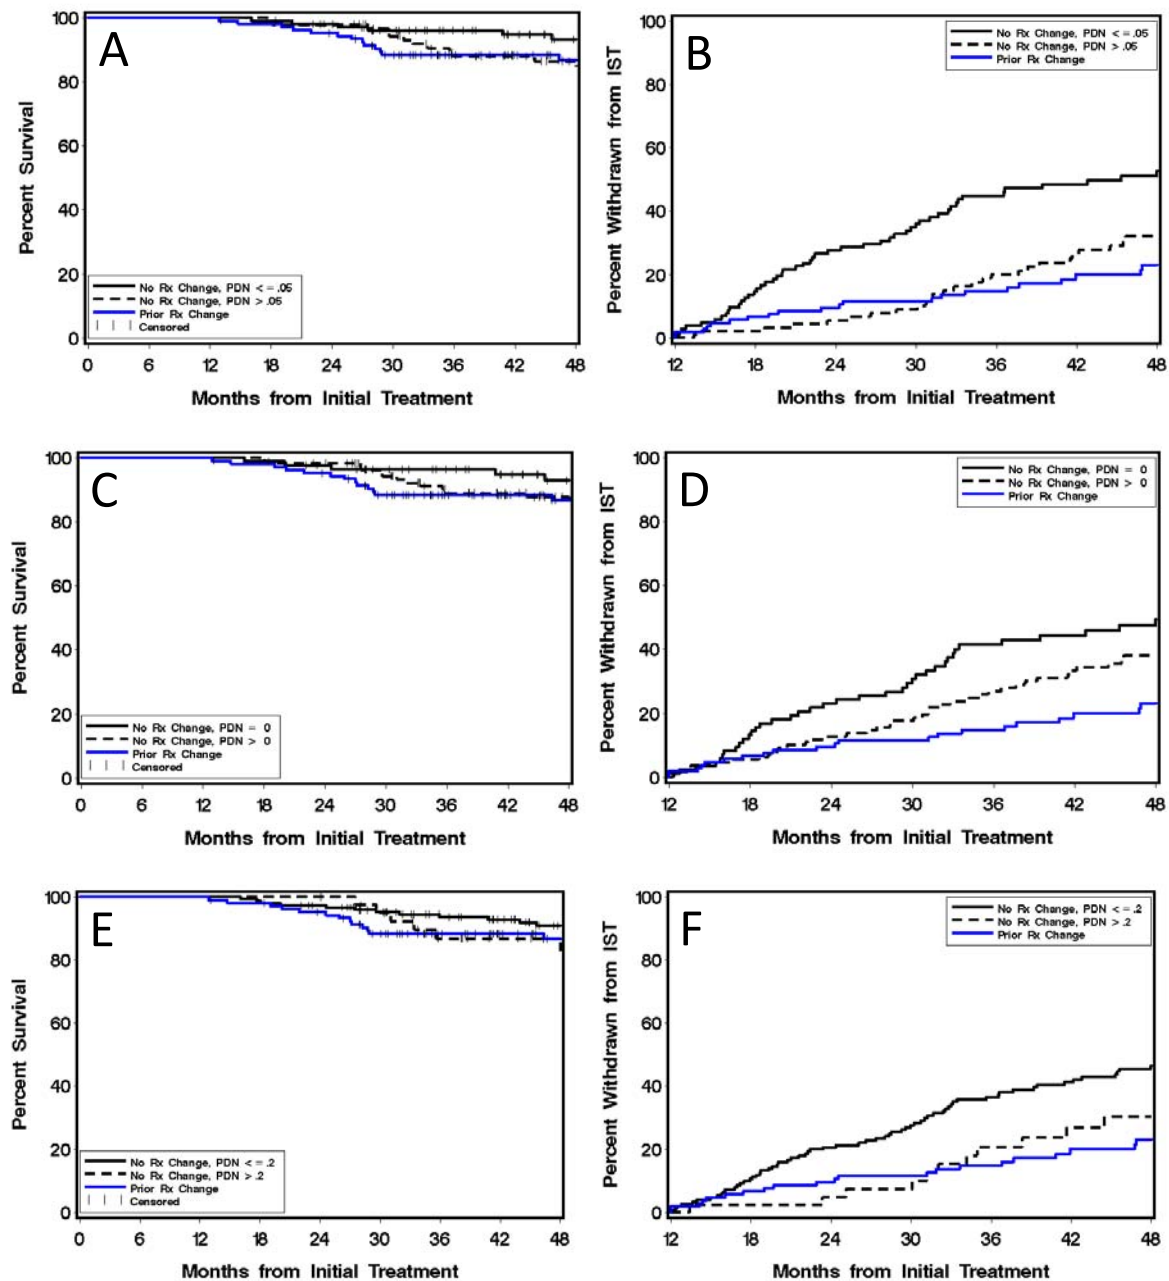 A
Percent Survival
100
80
60
40
20
0
No Rx Change, PDN <=.05
No Rx Change, PDN >.05
Prior Rx Change
Censored
0 6 12 18 24 30 36 42 48
Months from Initial Treatment
B
Percent Withdrawn from IST
100
80
60
40
20
0
No Rx Change, PDN <=.05
No Rx Change, PDN >.05
Prior Rx Change
12 18 24 30 36 42 48
Months from Initial Treatment
C
Percent Survival
100
80
60
40
20
0
No Rx Change, PDN = 0
No Rx Change, PDN > 0
Prior Rx Change
Censored
0 6 12 18 24 30 36 42 48
Months from Initial Treatment
D
Percent Withdrawn from IST
100
80
60
40
20
0
No Rx Change, PDN = 0
No Rx Change, PDN > 0
Prior Rx Change
12 18 24 30 36 42 48
Months from Initial Treatment
E
Percent Survival
100
80
60
40
20
0
No Rx Change, PDN <=.2
No Rx Change, PDN >.2
Prior Rx Change
Censored
0 6 12 18 24 30 36 42 48
Months from Initial Treatment
F
Percent Withdrawn from IST
100
80
60
40
20
0
No Rx Change, PDN <=.2
No Rx Change, PDN >.2
Prior Rx Change
12 18 24 30 36 42 48
Months from Initial Treatment